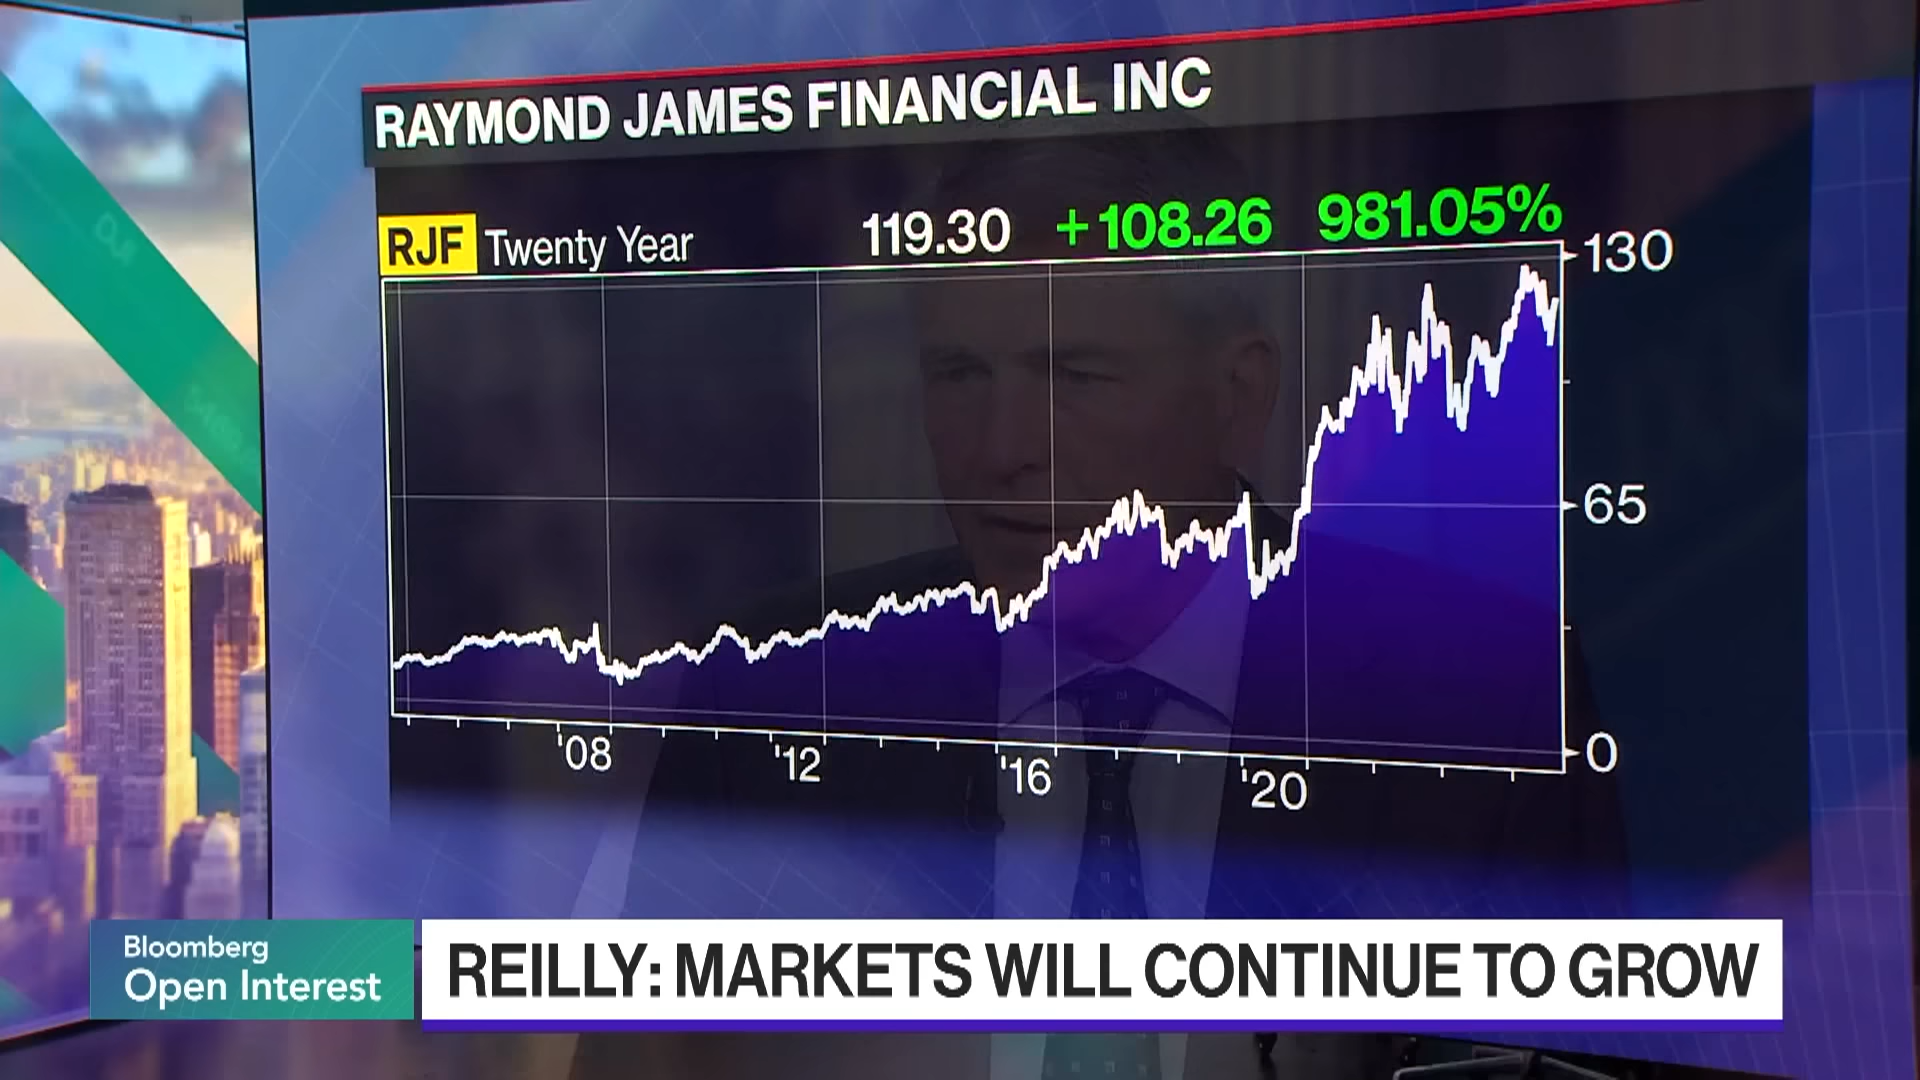 RAYMOND JAMES FINANCIAL INC
RJF Twenty Year 119.30 +108.26 981.05%
130
65
0
'08 '12 '16 '20
DJI
Bloomberg
Open Interest
REILLY: MARKETS WILL CONTINUE TO GROW